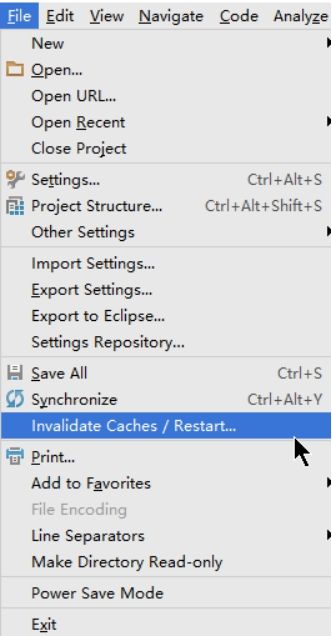 File Edit View Navigate Code Analyze
New
Open...
Open URL...
Open Recent
Close Project
Settings... Ctrl+Alt+S
Project Structure... Ctrl+Alt+Shift+S
Other Settings
Import Settings...
Export Settings...
Export to Eclipse...
Settings Repository...
Save All Ctrl+S
Synchronize Ctrl+Alt+Y
Invalidate Caches / Restart...
Print...
Add to Favorites
File Encoding
Line Separators
Make Directory Read-only
Power Save Mode
Exit